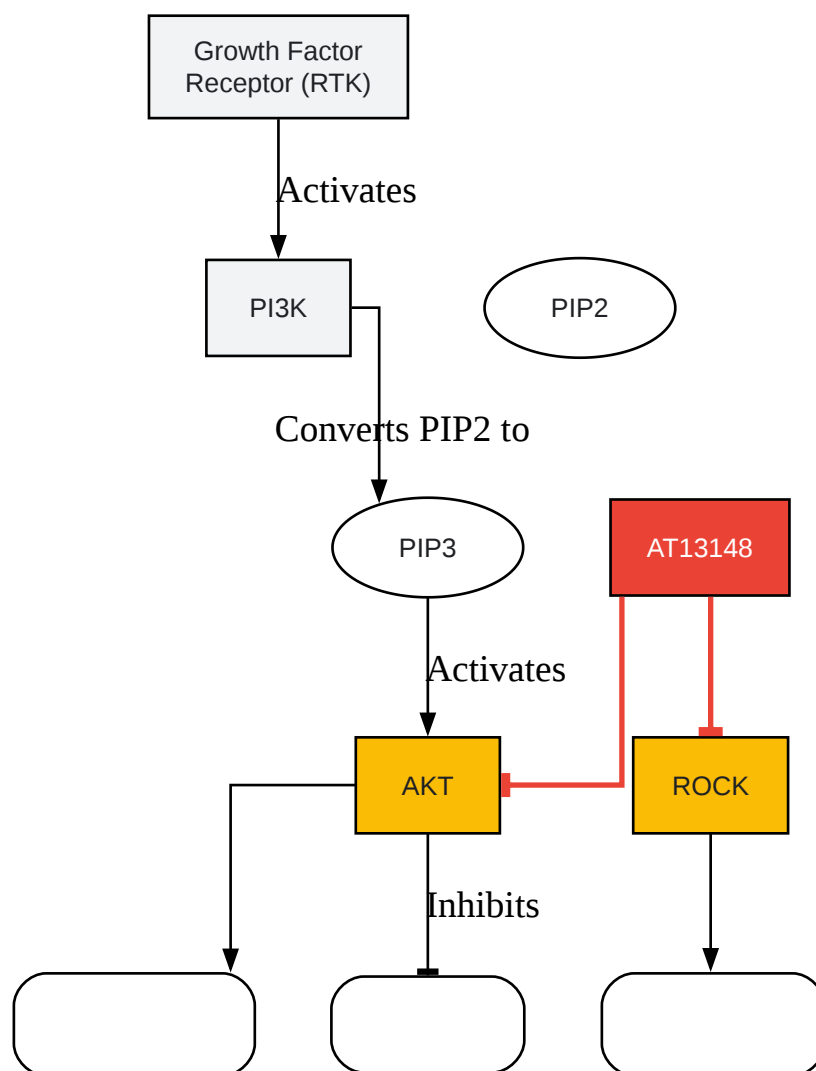 Growth Factor
Receptor (RTK)
Activates
PI3K
PIP2
Converts PIP2 to
PIP3
AT13148
Activates
AKT
ROCK
Inhibits